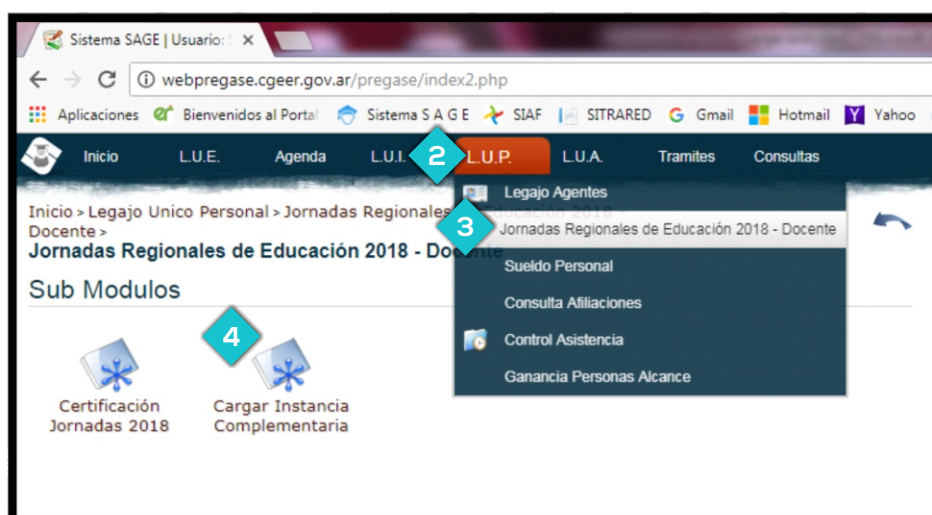 Sistema SAGE | Usuario: S
webpregase.cgeer.gov.ar/pregase/index2.php
Aplicaciones Bienvenidos al Portal Sistema S A G E SIAF SITRARED G Gmail Hotmail Y Yahoo
Inicio L.U.E. Agenda L.U.I. 2 L.U.P. L.U.A. Tramites Consultas
Legajo Agentes
Inicio > Legajo Unico Personal > Jornadas Regionales de Educación 2018 -
Docente >
3 Jornadas Regionales de Educación 2018 - Docente
Jornadas Regionales de Educación 2018 - Docente
Sueldo Personal
Sub Modulos
Consulta Afiliaciones
4
Control Asistencia
Ganancia Personas Alcance
Certificación
Jornadas 2018
Cargar Instancia
Complementaria